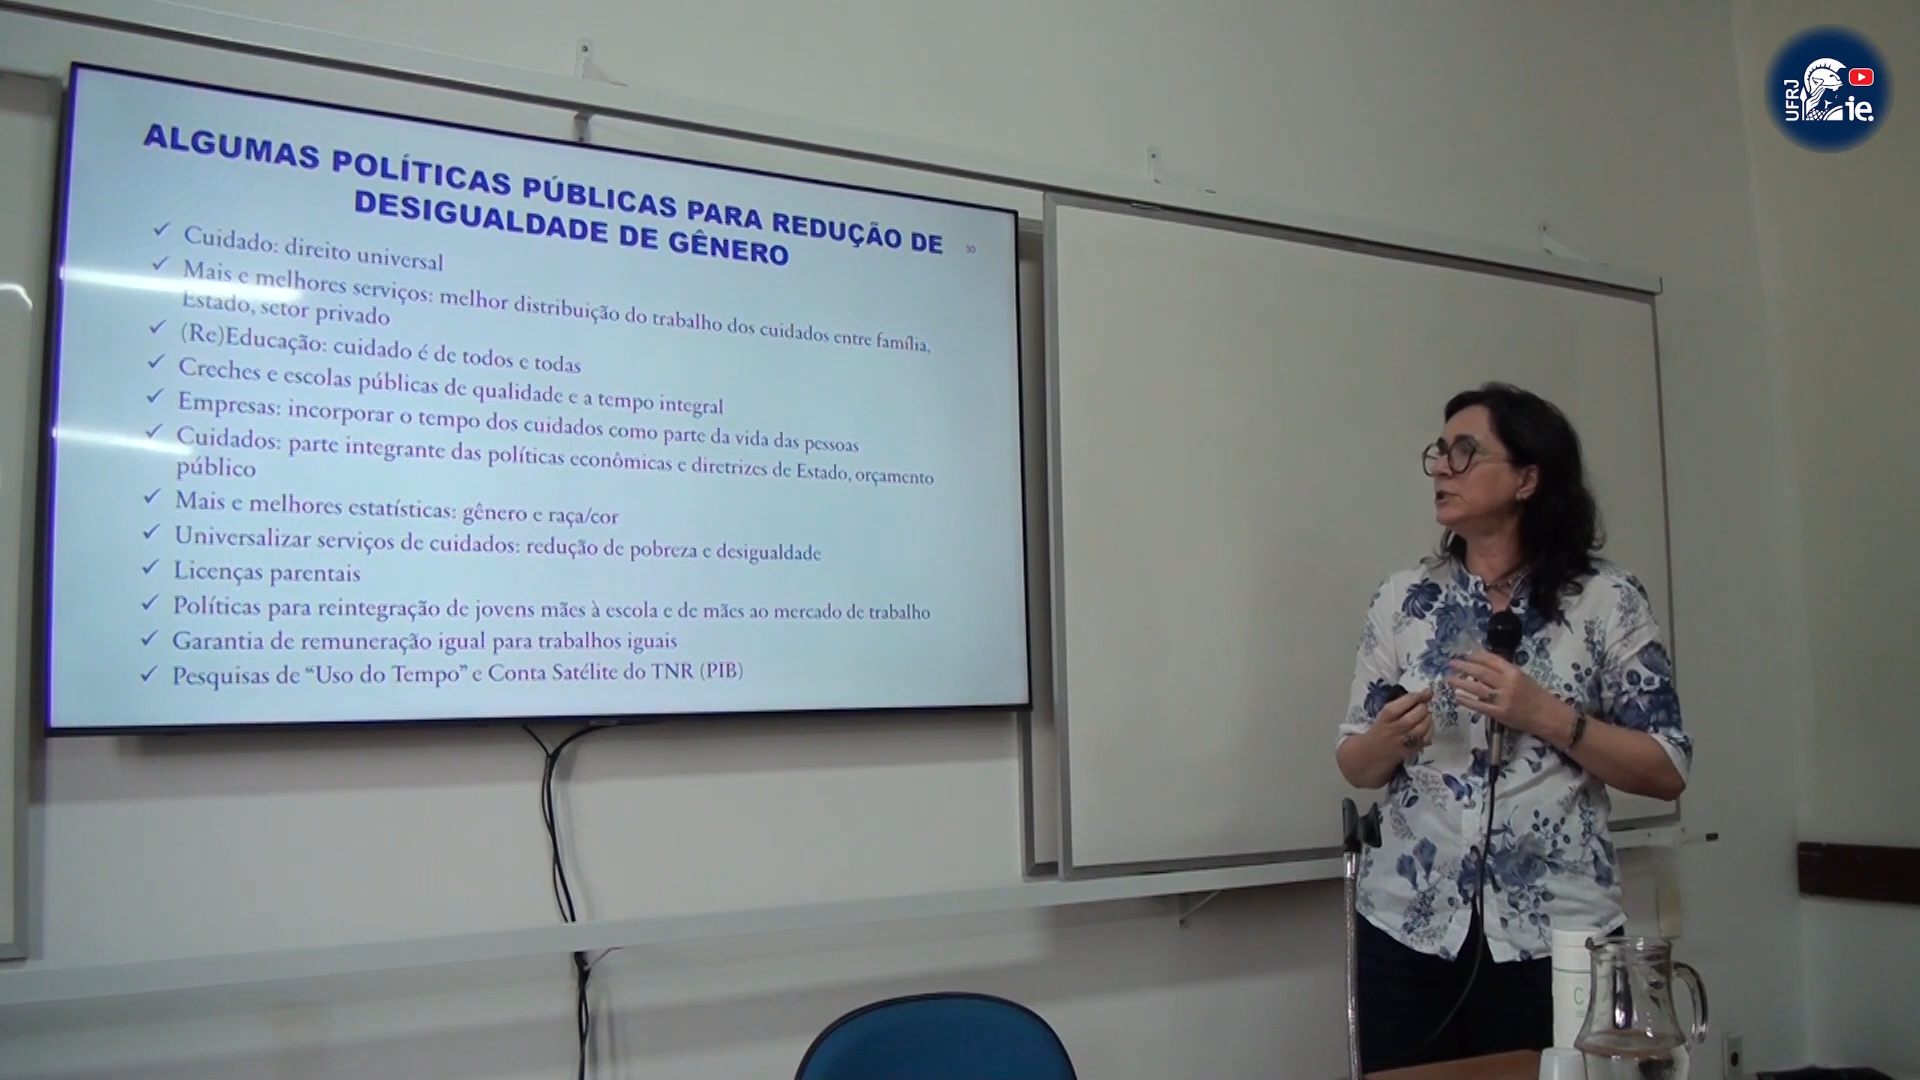 ALGUMAS POLÍTICAS PÚBLICAS PARA REDUÇÃO DE
DESIGUALDADE DE GÊNERO
30
✓ Cuidado: direito universal
✓ Mais e melhores serviços: melhor distribuição do trabalho dos cuidados entre família,
Estado, setor privado
✓ (Re)Educação: cuidado é de todos e todas
✓ Creches e escolas públicas de qualidade e a tempo integral
✓ Empresas: incorporar o tempo dos cuidados como parte da vida das pessoas
✓ Cuidados: parte integrante das políticas econômicas e diretrizes de Estado, orçamento
público
✓ Mais e melhores estatísticas: gênero e raça/cor
✓ Universalizar serviços de cuidados: redução de pobreza e desigualdade
✓ Licenças parentais
✓ Políticas para reintegração de jovens mães à escola e de mães ao mercado de trabalho
✓ Garantia de remuneração igual para trabalhos iguais
✓ Pesquisas de “Uso do Tempo” e Conta Satélite do TNR (PIB)
UFRJ
ie.